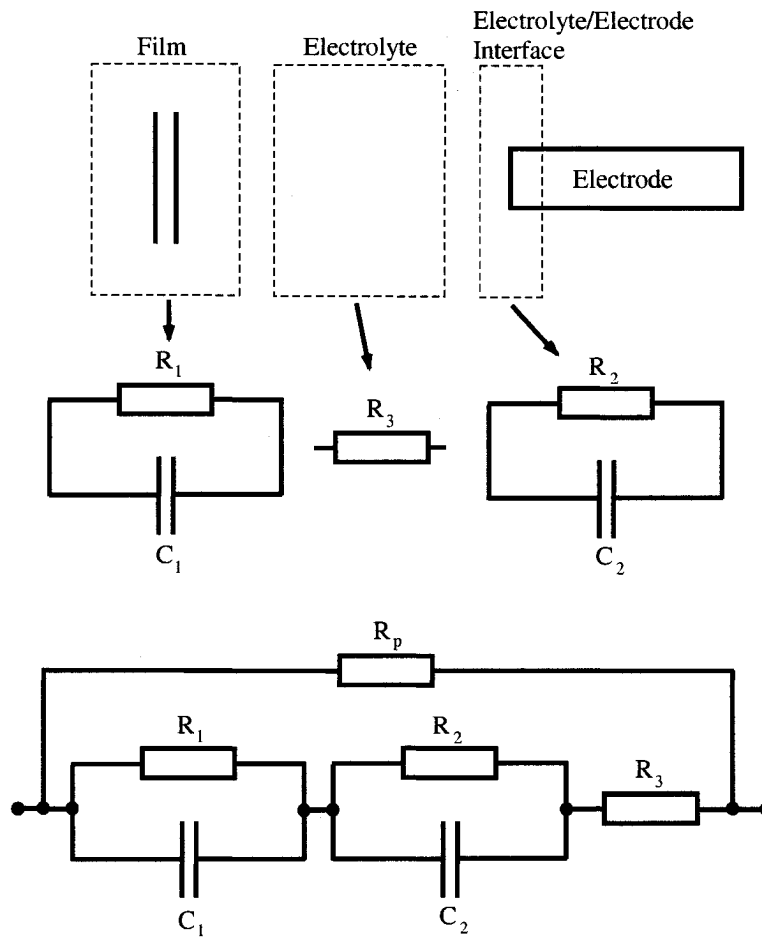 Film
Electrolyte
Electrolyte/Electrode
Interface
Electrode
R₁
R₃
R₂
C₁
C₂
Rₚ
R₁
R₂
R₃
C₁
C₂